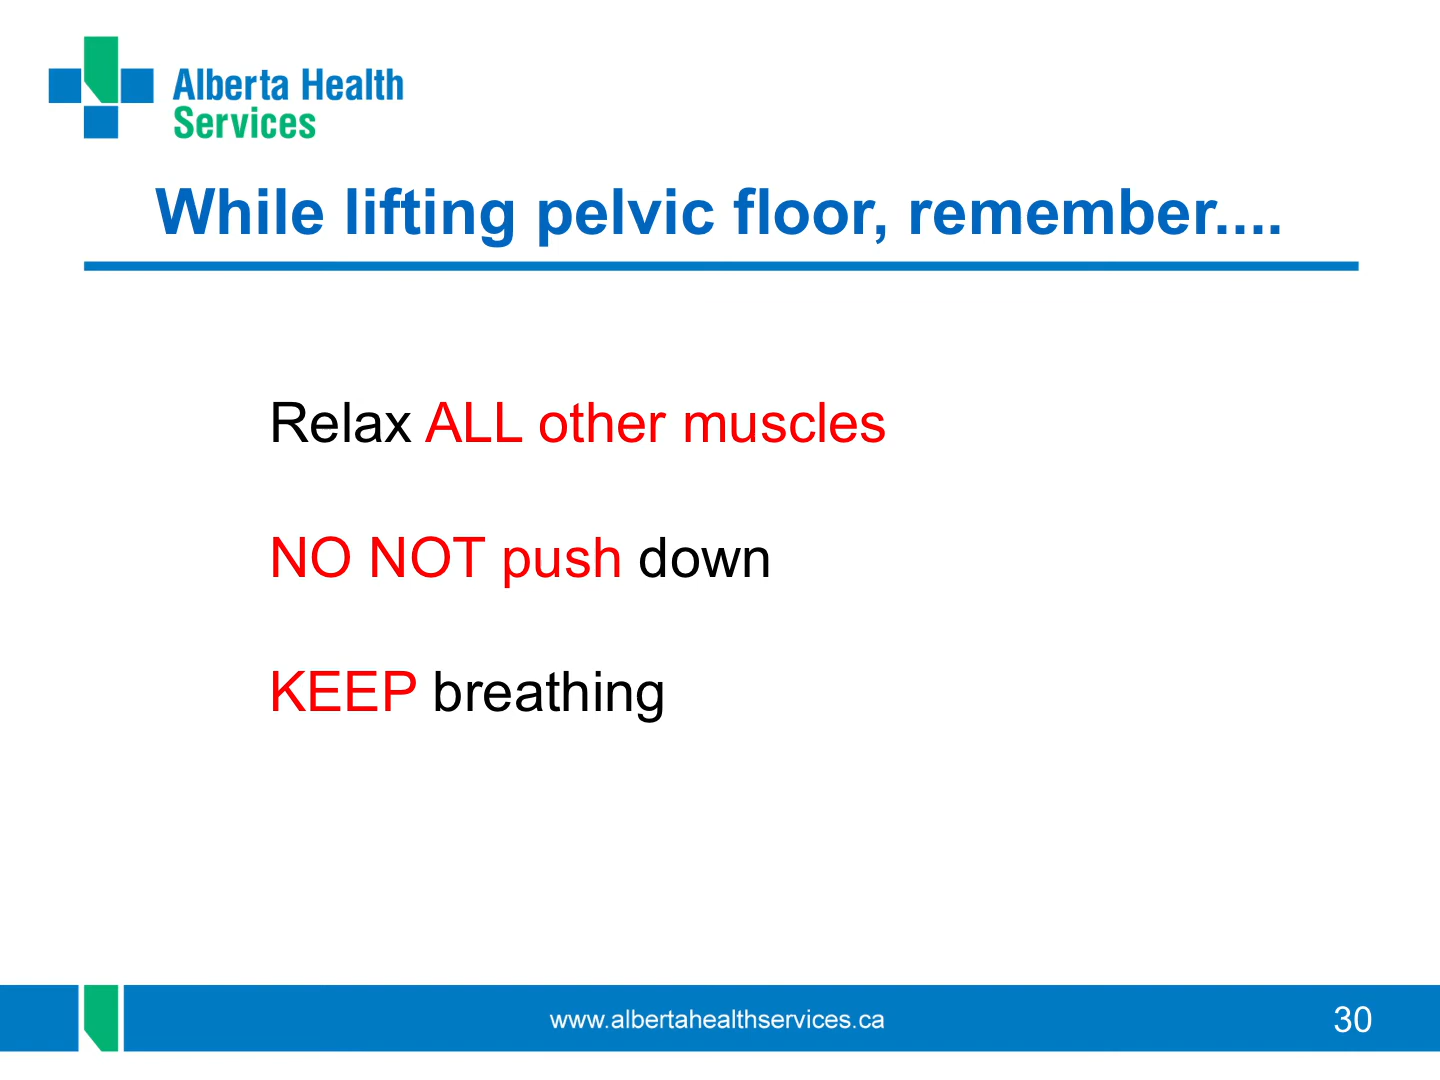 Alberta Health
Services
While lifting pelvic floor, remember....
Relax ALL other muscles
NO NOT push down
KEEP breathing
www.albertahealthservices.ca
30